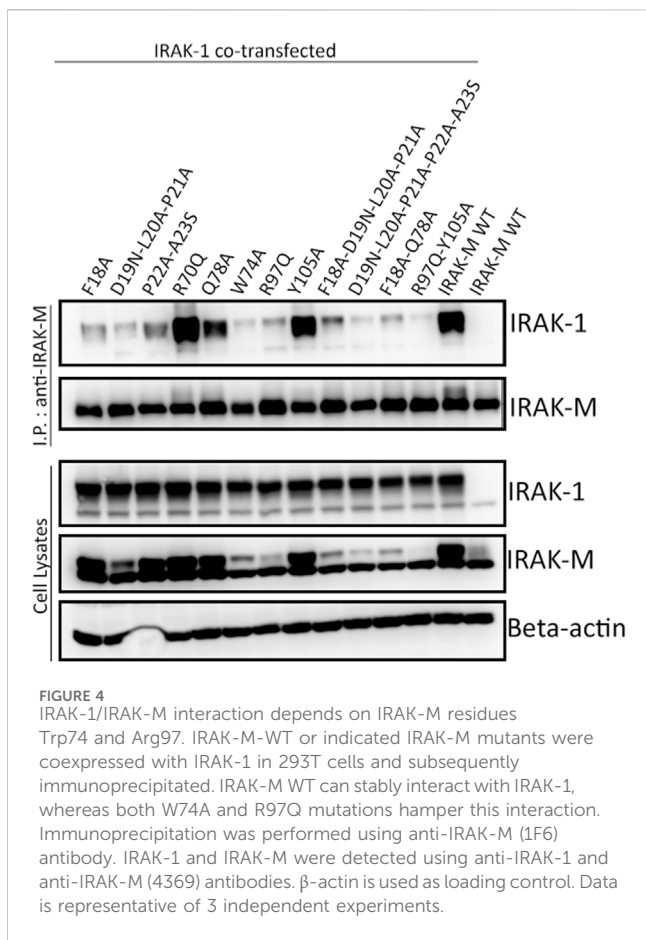 IRAK-1 co-transfected
F18A
D19N-L20A-P21A
P22A-A23S
R70Q
Q78A
W74A
R97Q
Y105A
F18A-D19N-L20A-P21A
D19N-L20A-P21A-P22A-A23S
F18A-Q78A
R97Q-Y105A
IRAK-M WT
IRAK-M WT
I.P. : anti-IRAK-M
IRAK-1
IRAK-M
Cell Lysates
IRAK-1
IRAK-M
Beta-actin
FIGURE 4
IRAK-1/IRAK-M interaction depends on IRAK-M residues
Trp74 and Arg97. IRAK-M-WT or indicated IRAK-M mutants were
coexpressed with IRAK-1 in 293T cells and subsequently
immunoprecipitated. IRAK-M WT can stably interact with IRAK-1,
whereas both W74A and R97Q mutations hamper this interaction.
Immunoprecipitation was performed using anti-IRAK-M (1F6)
antibody. IRAK-1 and IRAK-M were detected using anti-IRAK-1 and
anti-IRAK-M (4369) antibodies. β-actin is used as loading control. Data
is representative of 3 independent experiments.